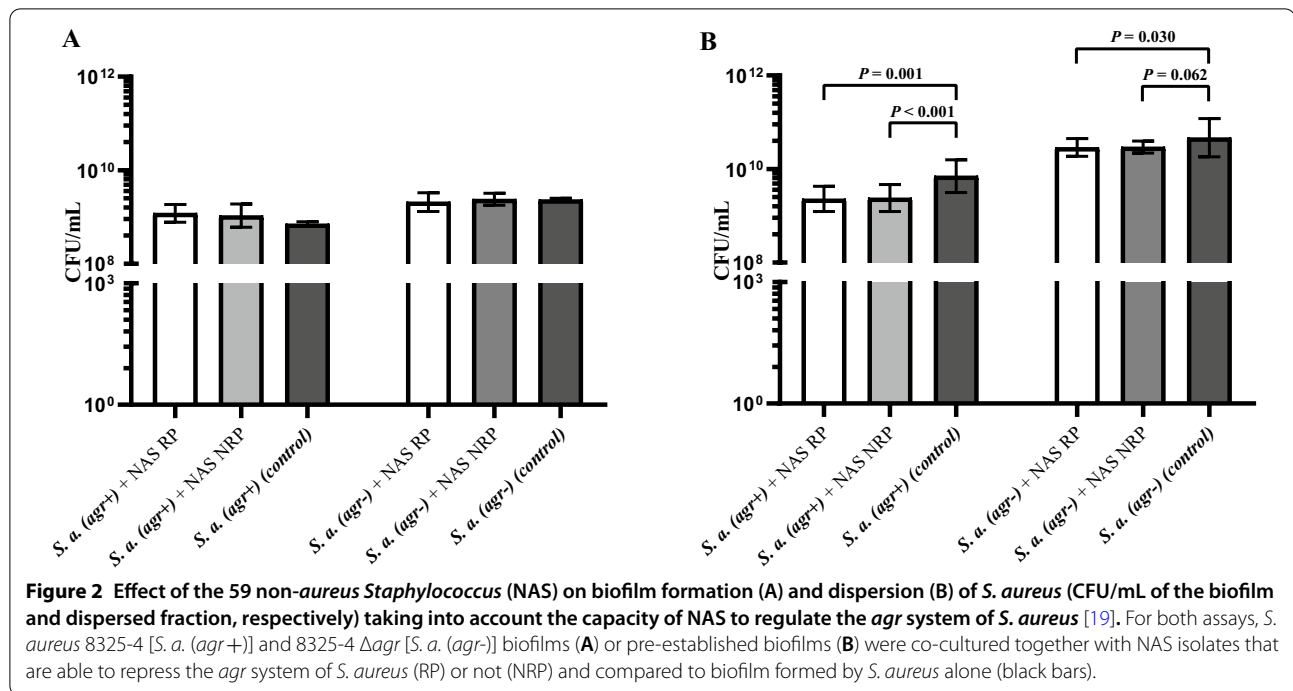 A
10¹²
10¹⁰
10⁸
10³
10⁰
CFU/mL
S. a. (agr+) + NAS RP
S. a. (agr+) + NAS NRP
S. a. (agr+) (control)
S. a. (agr-) + NAS RP
S. a. (agr-) + NAS NRP
S. a. (agr-) (control)
B
P = 0.030
P = 0.001
P = 0.062
P < 0.001
10¹²
10¹⁰
10⁸
10³
10⁰
CFU/mL
S. a. (agr+) + NAS RP
S. a. (agr+) + NAS NRP
S. a. (agr+) (control)
S. a. (agr-) + NAS RP
S. a. (agr-) + NAS NRP
S. a. (agr-) (control)
Figure 2 Effect of the 59 non-aureus Staphylococcus (NAS) on biofilm formation (A) and dispersion (B) of S. aureus (CFU/mL of the biofilm
and dispersed fraction, respectively) taking into account the capacity of NAS to regulate the agr system of S. aureus [19]. For both assays, S.
aureus 8325-4 [S. a. (agr+)] and 8325-4 Δagr [S. a. (agr-)] biofilms (A) or pre-established biofilms (B) were co-cultured together with NAS isolates that
are able to repress the agr system of S. aureus (RP) or not (NRP) and compared to biofilm formed by S. aureus alone (black bars).